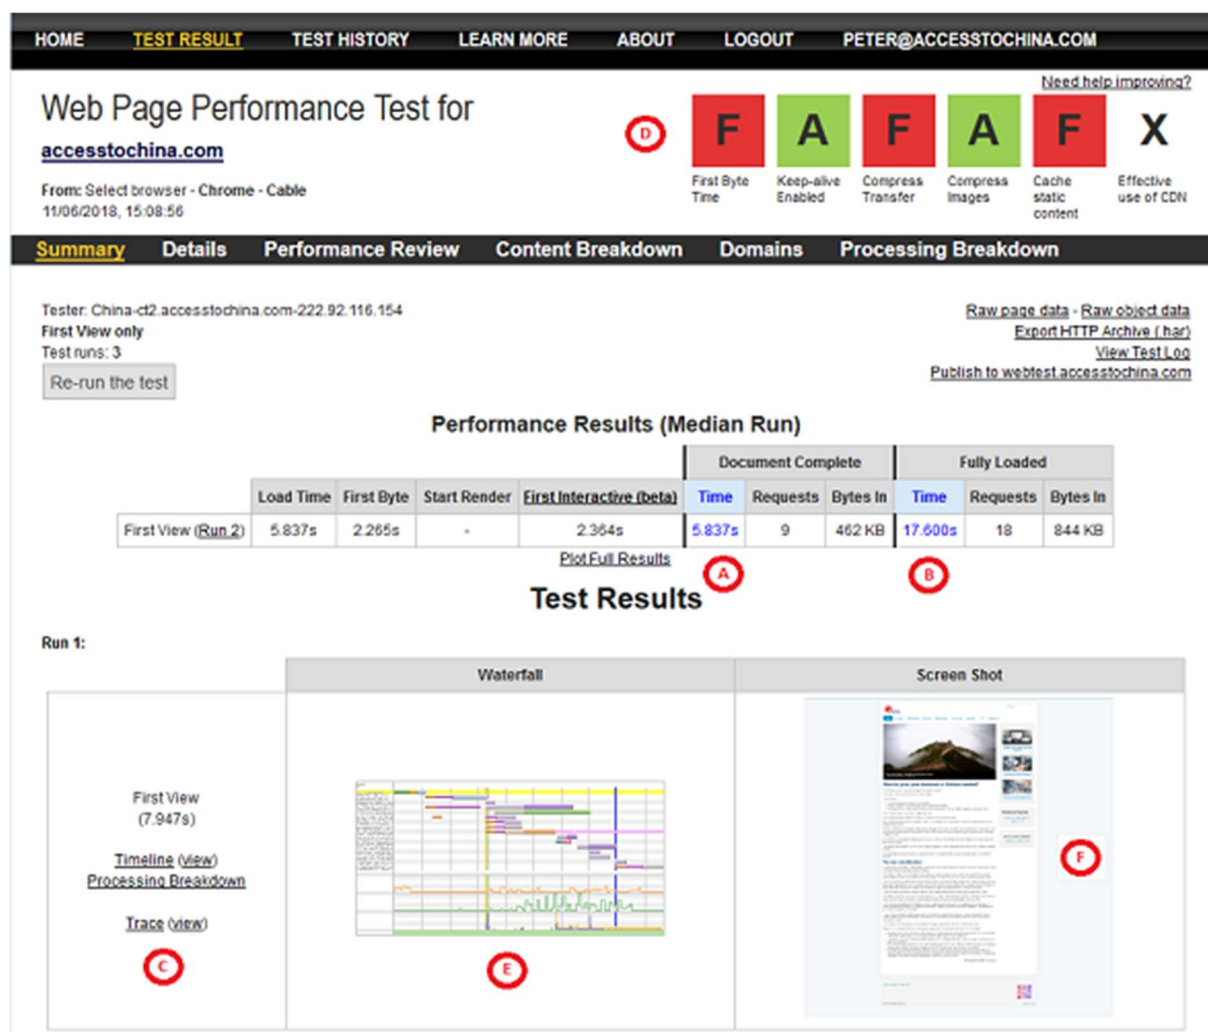 HOME TEST RESULT TEST HISTORY LEARN MORE ABOUT LOGOUT PETER@ACCESSTOCHINA.COM
Need help improving?
Web Page Performance Test for
accesstochina.com
From: Select browser - Chrome - Cable
11/06/2018, 15:08:56
D
F A F A F X
First Byte Time
Keep-alive Enabled
Compress Transfer
Compress Images
Cache static content
Effective use of CDN
Summary Details Performance Review Content Breakdown Domains Processing Breakdown
Tester: China-ct2.accesstochina.com-222.92.116.154
First View only
Test runs: 3
Re-run the test
Raw page data - Raw object data
Export HTTP Archive (.har)
View Test Log
Publish to webtest.accesstochina.com
Performance Results (Median Run)
Document Complete Fully Loaded
Load Time First Byte Start Render First Interactive (beta) Time Requests Bytes In Time Requests Bytes In
First View (Run 2) 5.837s 2.265s - 2.364s 5.837s 9 462 KB 17.600s 18 844 KB
Plot Full Results
A B
Test Results
Run 1:
Waterfall Screen Shot
First View
(7.947s)
Timeline (view)
Processing Breakdown
Trace (view)
C
E
F